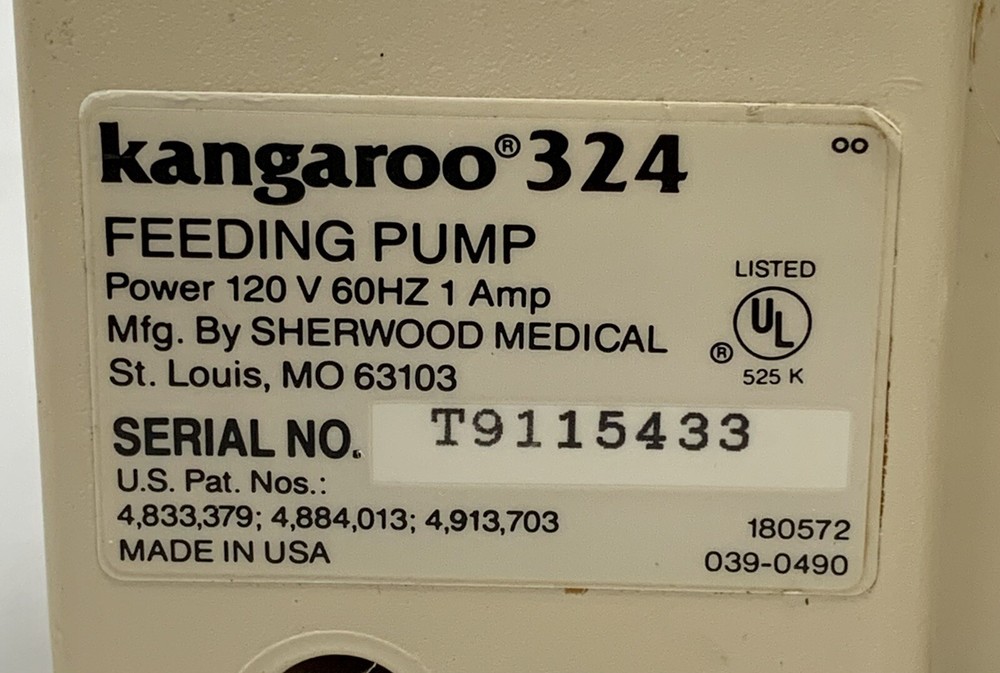 kangaroo® 324
∞
FEEDING PUMP
Power 120 V 60HZ 1 Amp
Mfg. By SHERWOOD MEDICAL
St. Louis, MO 63103
LISTED
UL
®
525 K
SERIAL NO. T9115433
U.S. Pat. Nos.:
4,833,379; 4,884,013; 4,913,703
MADE IN USA
180572
039-0490